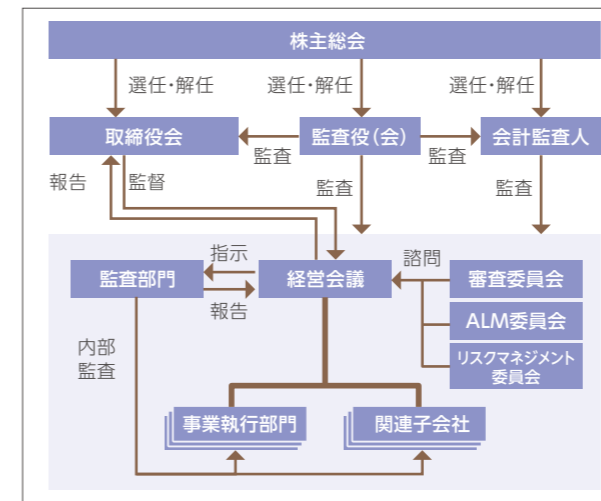 株主総会
選任・解任
選任・解任
選任・解任
取締役会
監査役（会）
会計監査人
監査
監査
報告
監督
監査
監査
指示
諮問
監査部門
経営会議
審査委員会
報告
ALM委員会
内部
監査
リスクマネジメント
委員会
事業執行部門
関連子会社